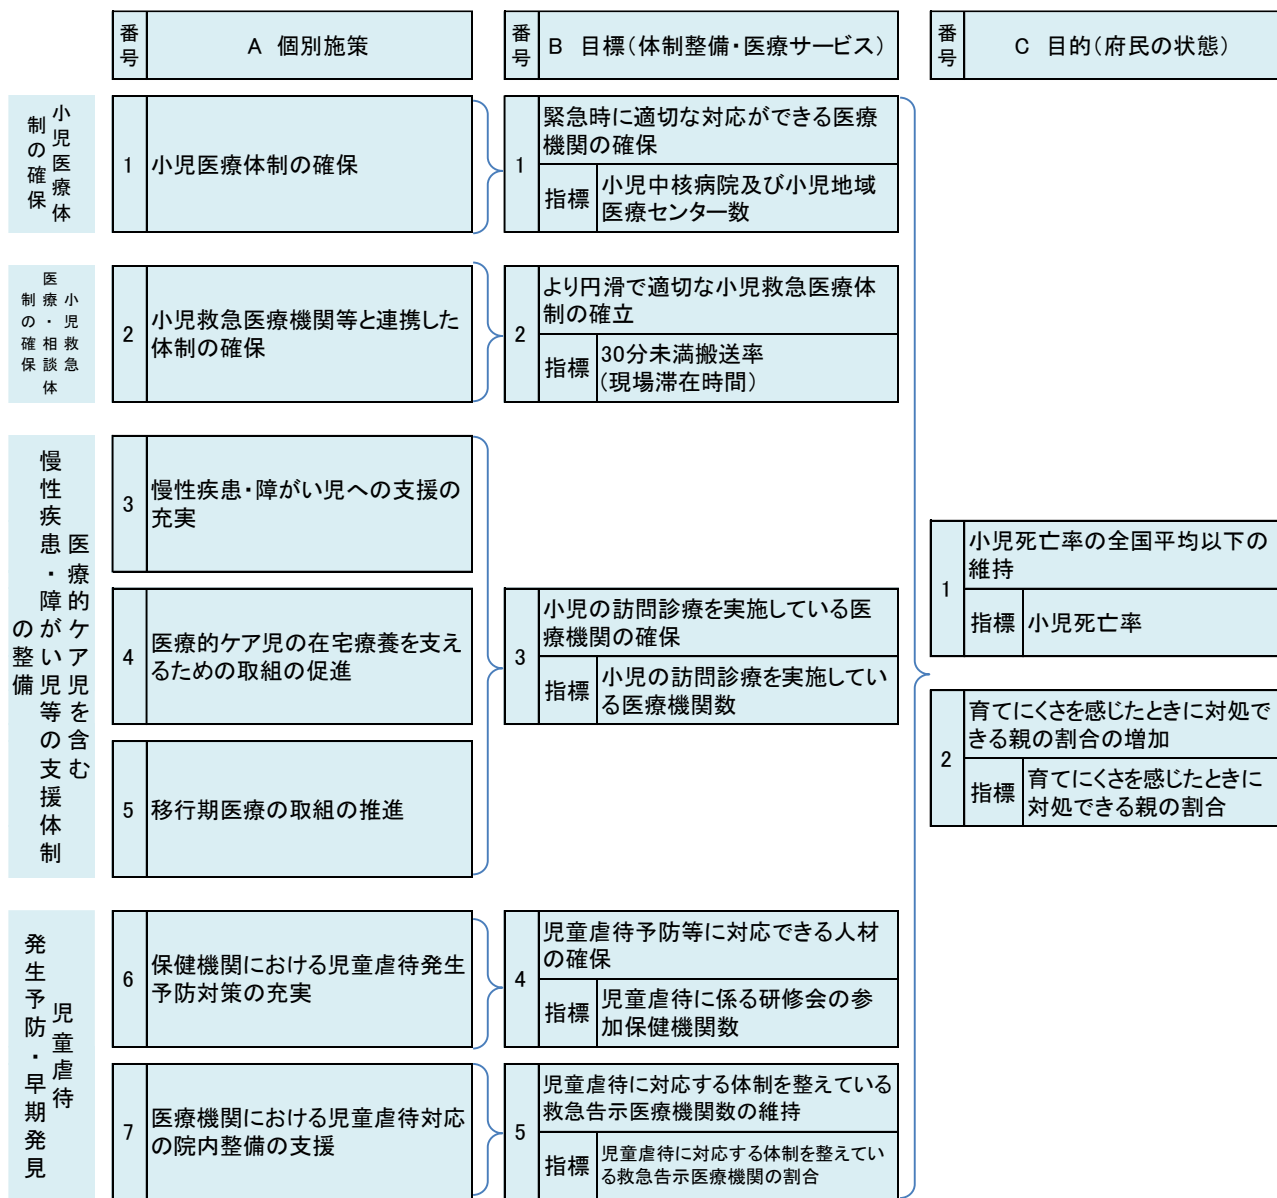 番号
A 個別施策
番号
B 目標(体制整備・医療サービス)
番号
C 目的(府民の状態)
小児医療体
制の確保
1
小児医療体制の確保
1
緊急時に適切な対応ができる医療
機関の確保
指標
小児中核病院及び小児地域
医療センター数
小児救急
医療・相談体
制の確保
2
小児救急医療機関等と連携した
体制の確保
2
より円滑で適切な小児救急医療体
制の確立
指標
30分未満搬送率
(現場滞在時間)
医療的ケア児を含む
慢性疾患・障がい児等の支援体制
の整備
3
慢性疾患・障がい児への支援の
充実
4
医療的ケア児の在宅療養を支え
るための取組の促進
5
移行期医療の取組の推進
3
小児の訪問診療を実施している医
療機関の確保
指標
小児の訪問診療を実施してい
る医療機関数
児童虐待
発生予防・早期発見
6
保健機関における児童虐待発生
予防対策の充実
4
児童虐待予防等に対応できる人材
の確保
指標
児童虐待に係る研修会の参
加保健機関数
7
医療機関における児童虐待対応
の院内整備の支援
5
児童虐待に対応する体制を整えている
救急告示医療機関数の維持
指標
児童虐待に対応する体制を整えてい
る救急告示医療機関の割合
1
小児死亡率の全国平均以下の
維持
指標
小児死亡率
2
育てにくさを感じたときに対処で
きる親の割合の増加
指標
育てにくさを感じたときに
対処できる親の割合